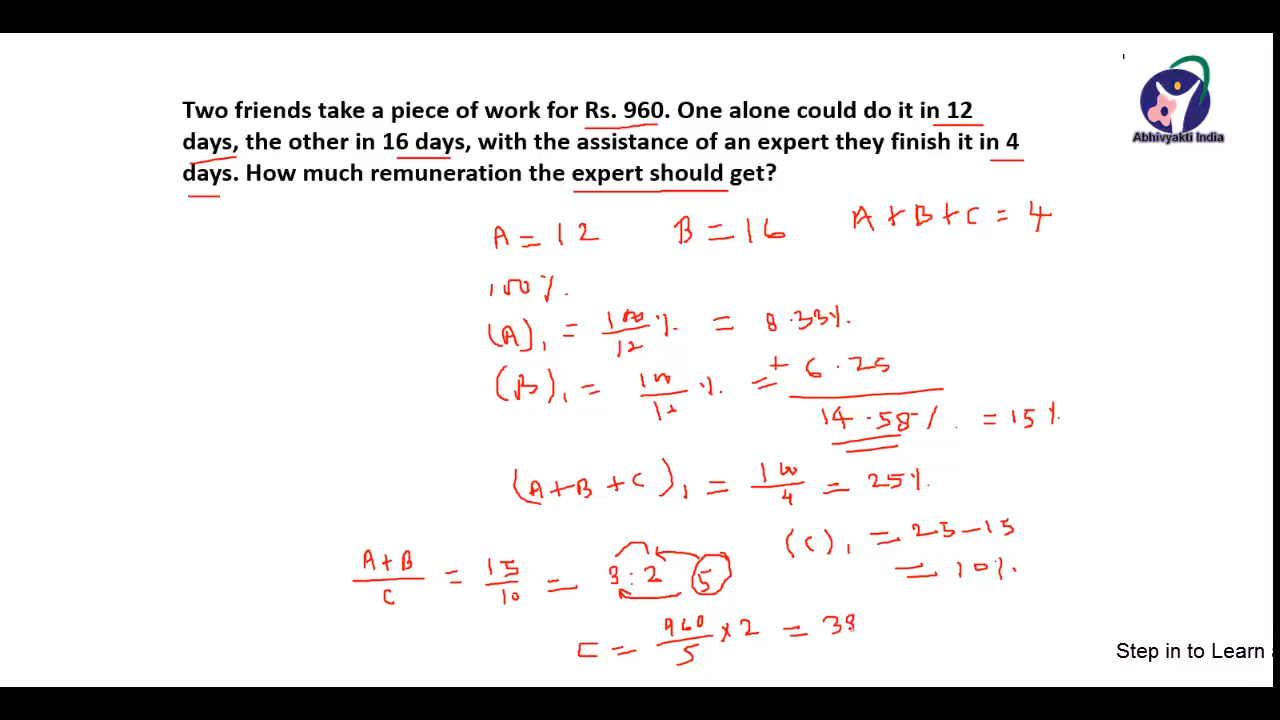 Abhivyakti India
Two friends take a piece of work for Rs. 960. One alone could do it in 12
days, the other in 16 days, with the assistance of an expert they finish it in 4
days. How much remuneration the expert should get?
A = 12 B = 16 A + B + C = 4
100%.
(A)₁ = 100/12 % = 8.33%.
(B)₁ = 100/12 % = + 6.25
14.58% = 15%
(A+B+C)₁ = 100/4 = 25%
(C)₁ = 25-15
= 10%.
A+B/C = 15/10 = 3:2 5
C = 960/5 × 2 = 38
Step in to Learn